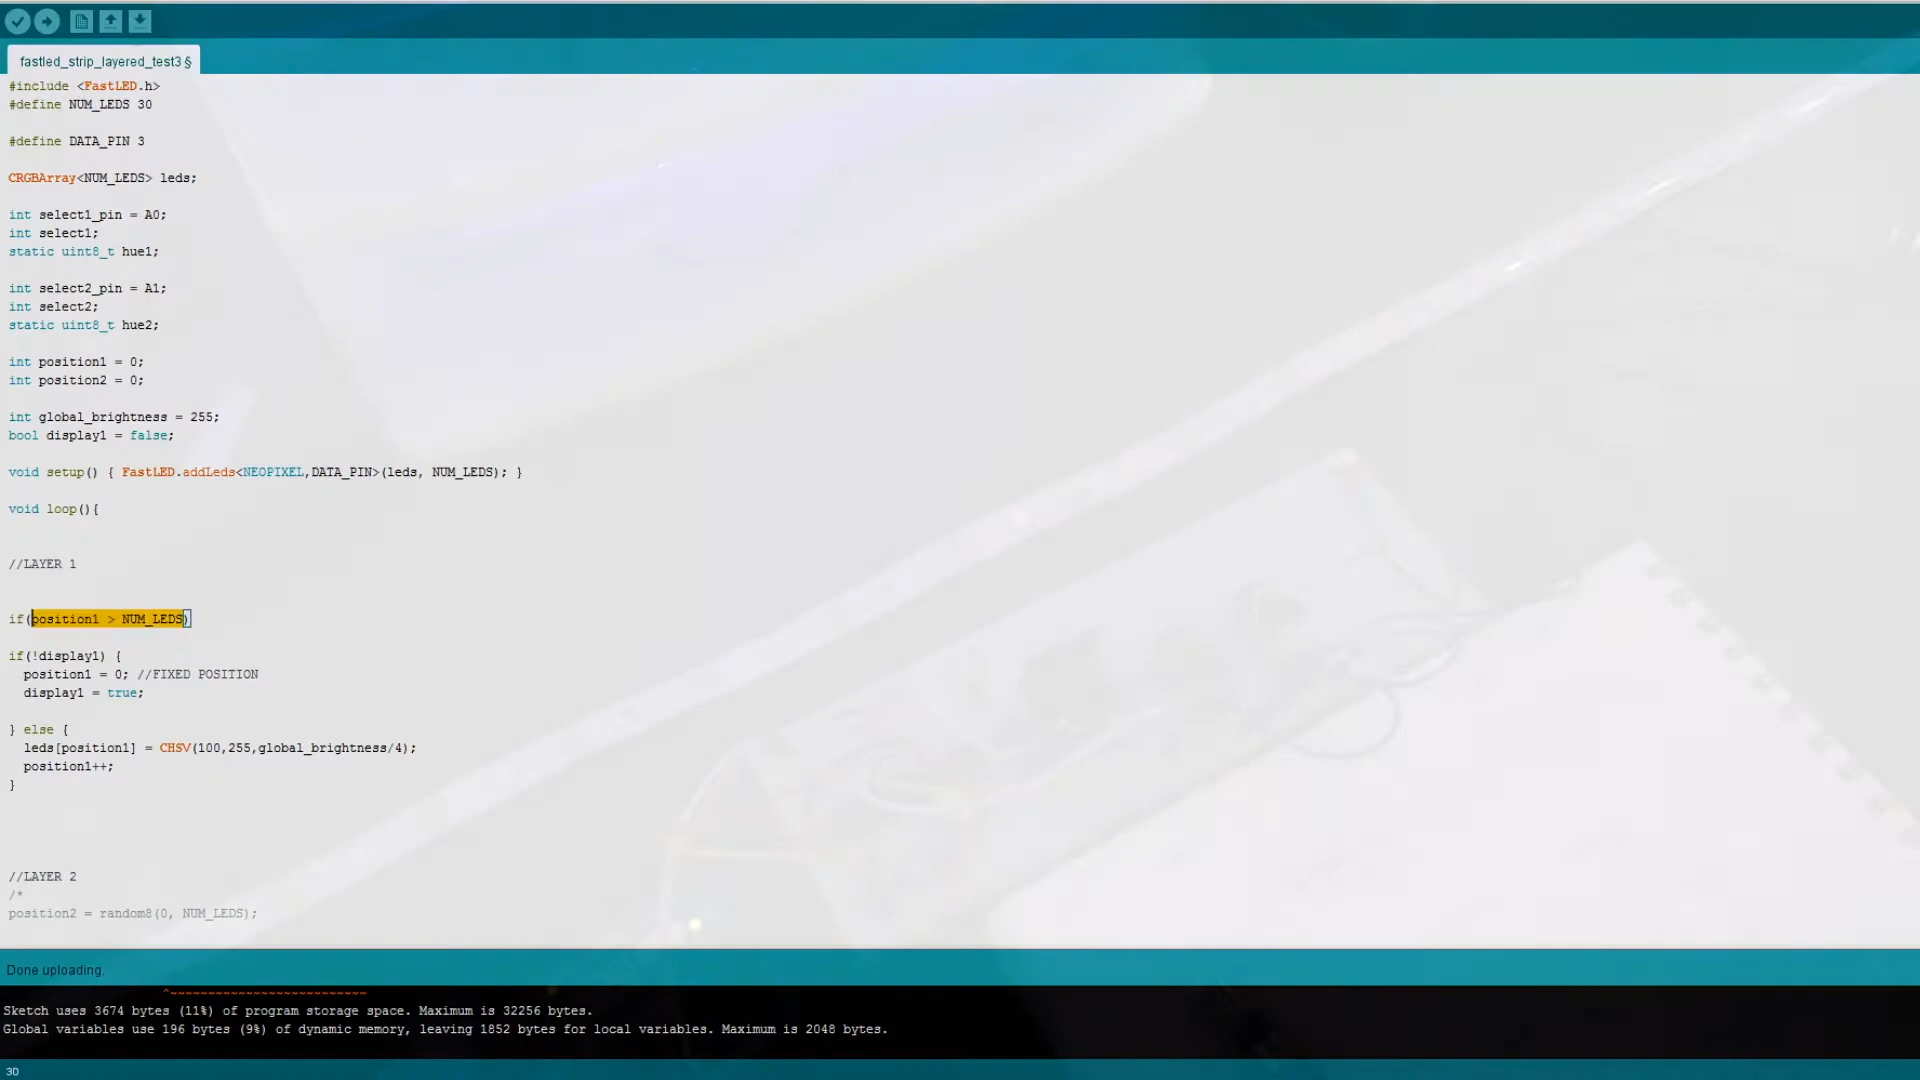 fastled_strip_layered_test3 §
#include <FastLED.h>
#define NUM_LEDS 30
#define DATA_PIN 3
CRGBArray<NUM_LEDS> leds;
int select1_pin = A0;
int select1;
static uint8_t hue1;
int select2_pin = A1;
int select2;
static uint8_t hue2;
int position1 = 0;
int position2 = 0;
int global_brightness = 255;
bool display1 = false;
void setup() { FastLED.addLeds<NEOPIXEL,DATA_PIN>(leds, NUM_LEDS); }
void loop(){
//LAYER 1
if(position1 > NUM_LEDS)
if(!display1) {
position1 = 0; //FIXED POSITION
display1 = true;
} else {
leds[position1] = CHSV(100,255,global_brightness/4);
position1++;
}
//LAYER 2
/*
position2 = random8(0, NUM_LEDS);
Done uploading.
^~~~~~~~~~~~~~~~~~~~~~~~~~~
Sketch uses 3674 bytes (11%) of program storage space. Maximum is 32256 bytes.
Global variables use 196 bytes (9%) of dynamic memory, leaving 1852 bytes for local variables. Maximum is 2048 bytes.
30